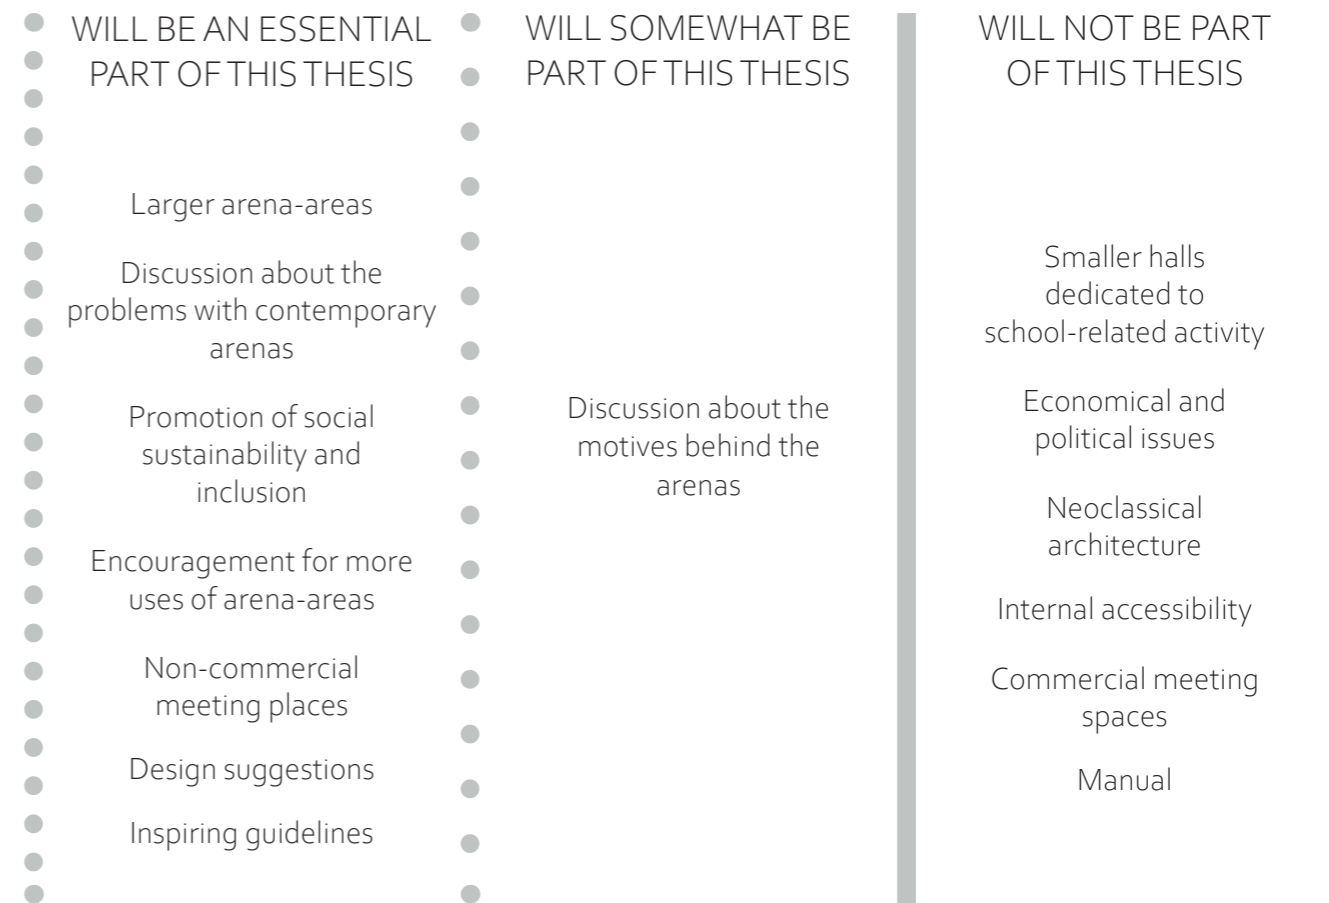 WILL BE AN ESSENTIAL
PART OF THIS THESIS
Larger arena-areas
Discussion about the
problems with contemporary
arenas
Promotion of social
sustainability and
inclusion
Encouragement for more
uses of arena-areas
Non-commercial
meeting places
Design suggestions
Inspiring guidelines
WILL SOMEWHAT BE
PART OF THIS THESIS
Discussion about the
motives behind the
arenas
WILL NOT BE PART
OF THIS THESIS
Smaller halls
dedicated to
school-related activity
Economical and
political issues
Neoclassical
architecture
Internal accessibility
Commercial meeting
spaces
Manual